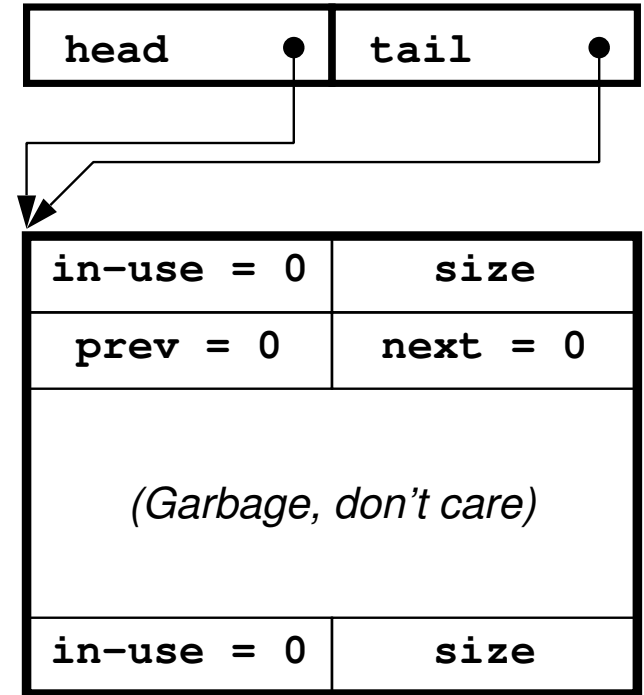 head tail
in-use = 0 size
prev = 0 next = 0
(Garbage, don't care)
in-use = 0 size